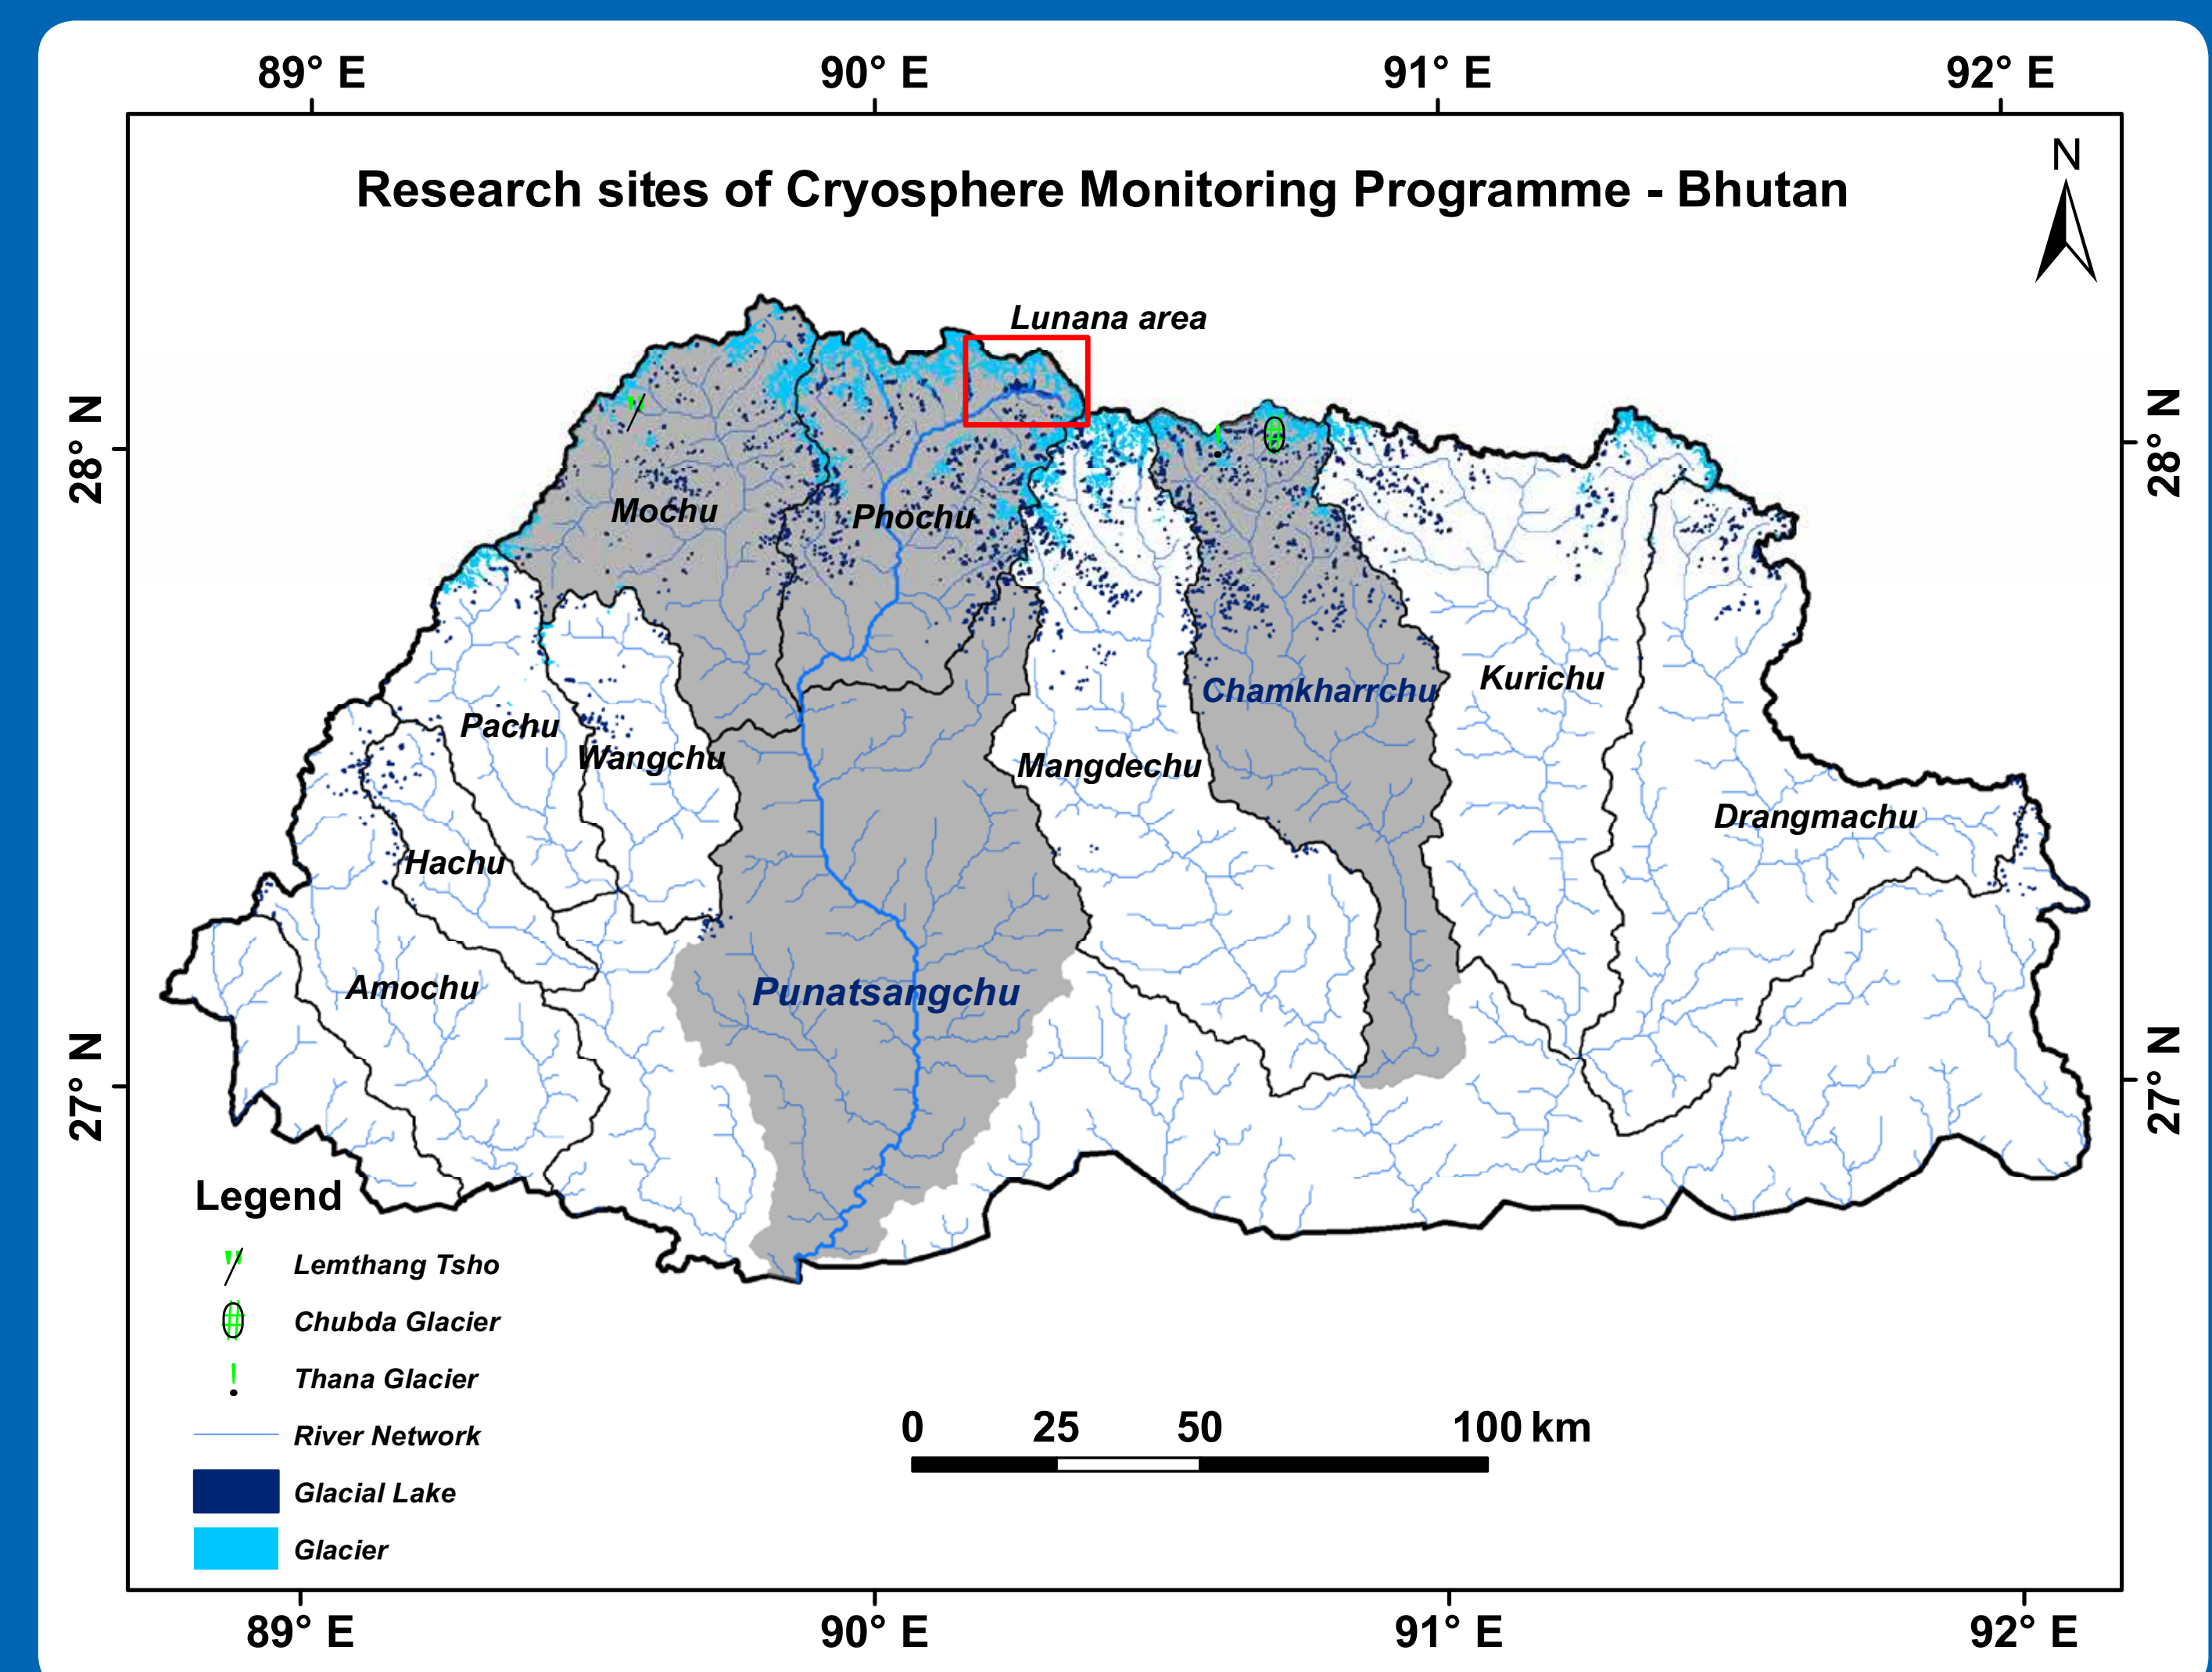 89° E 90° E 91° E 92° E
N
Research sites of Cryosphere Monitoring Programme - Bhutan
Lunana area
28° N
28° N
Mochu
Phochu
Chamkharrchu
Kurichu
Pachu
Wangchu
Mangdechu
Drangmachu
Hachu
Amochu
Punatsangchu
27° N
27° N
Legend
Lemthang Tsho
Chubda Glacier
Thana Glacier
River Network
Glacial Lake
Glacier
0 25 50 100 km
89° E 90° E 91° E 92° E